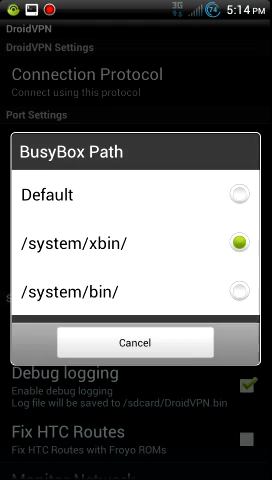 3G 74 5:14 PM
DroidVPN
DroidVPN Settings
Connection Protocol
Connect using this protocol
Port Settings
BusyBox Path
Default
/system/xbin/
/system/bin/
Cancel
Debug logging
Enable debug logging
Log file will be saved to /sdcard/DroidVPN.bin
Fix HTC Routes
Fix HTC Routes with Froyo ROMs
Monitor Network